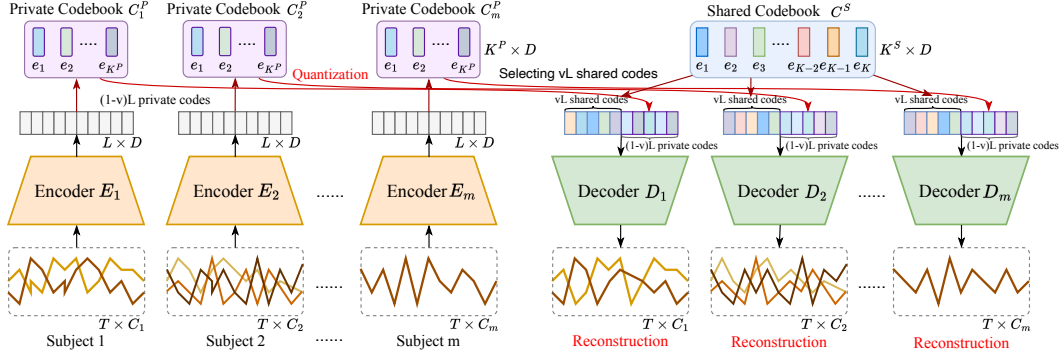 Private Codebook C_1^P
Private Codebook C_2^P
Private Codebook C_m^P
Shared Codebook C^S
e_1 e_2 .... e_{K^P}
e_1 e_2 .... e_{K^P}
e_1 e_2 .... e_{K^P}
K^P × D
e_1 e_2 e_3 .... e_{K-2} e_{K-1} e_K
K^S × D
Quantization
Selecting vL shared codes
(1-v)L private codes
vL shared codes
vL shared codes
vL shared codes
L × D
L × D
L × D
(1-v)L private codes
(1-v)L private codes
(1-v)L private codes
Encoder E_1
Encoder E_2
......
Encoder E_m
Decoder D_1
Decoder D_2
......
Decoder D_m
......
......
T × C_1
T × C_2
T × C_m
T × C_1
T × C_2
T × C_m
Subject 1
Subject 2
......
Subject m
Reconstruction
Reconstruction
Reconstruction